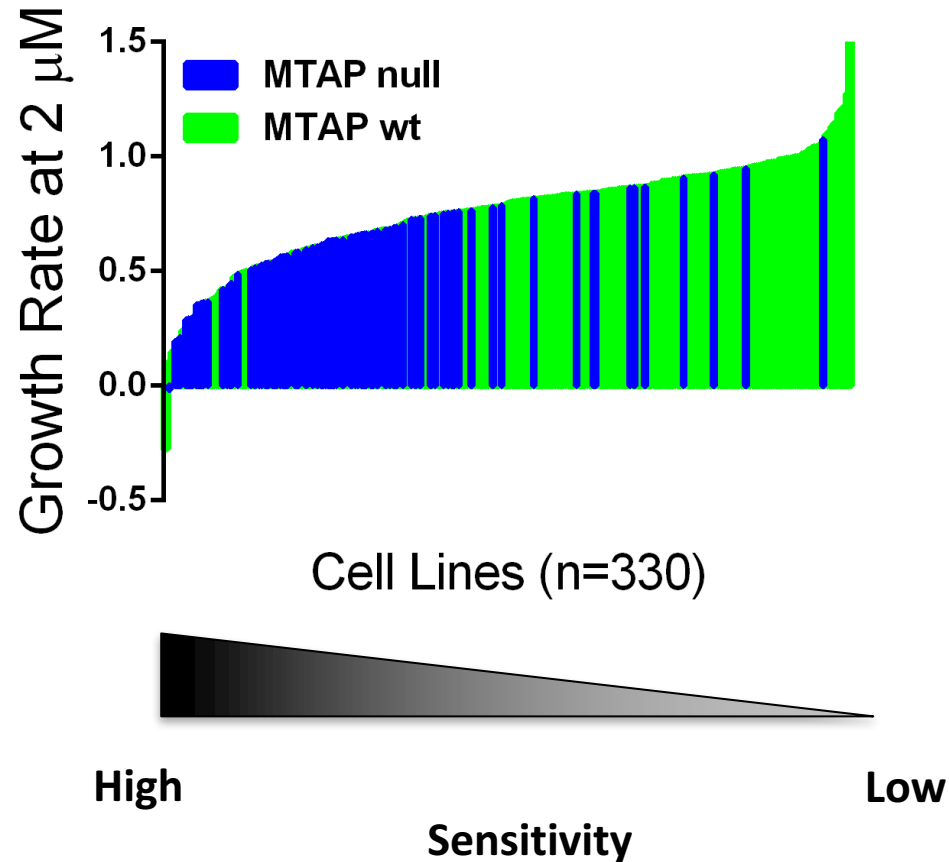 Growth Rate at 2 μM
1.5
1.0
0.5
0.0
-0.5
MTAP null
MTAP wt
Cell Lines (n=330)
High
Low
Sensitivity